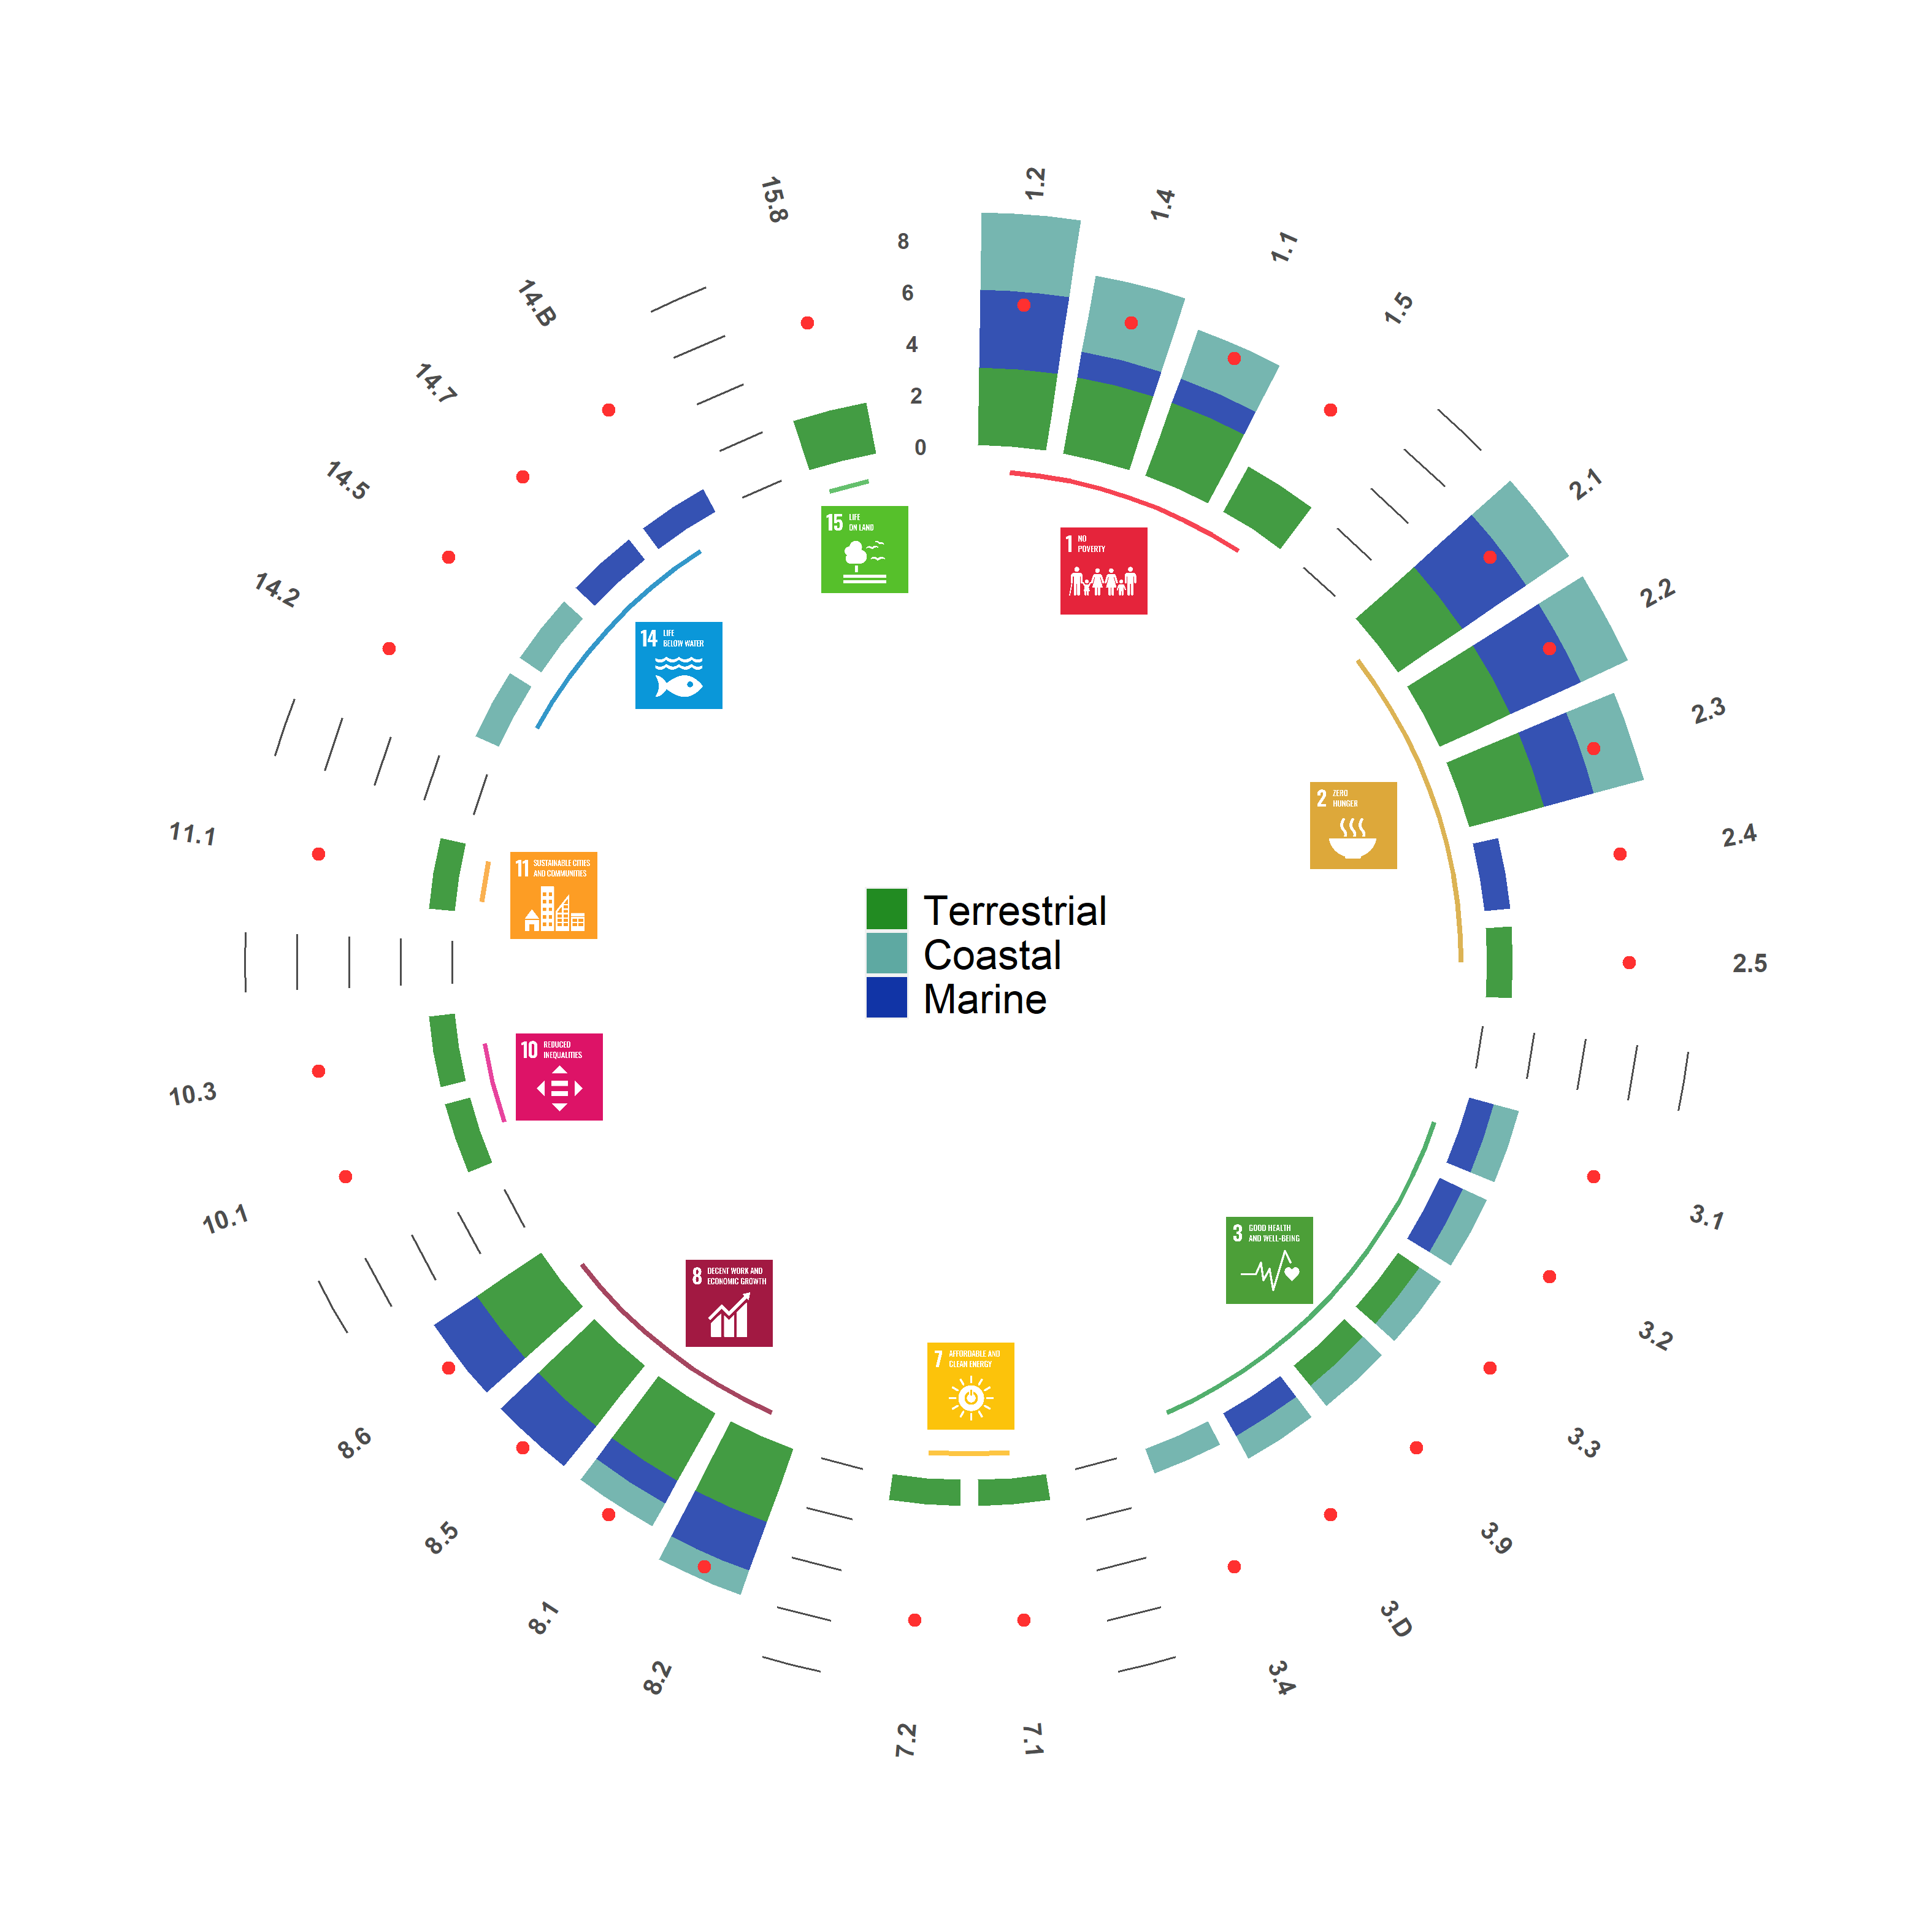 1.2
1.4
1.1
1.5
2.1
2.2
2.3
2.4
2.5
3.1
3.2
3.3
3.9
3.D
3.4
7.1
7.2
8.2
8.1
8.5
8.6
10.1
10.3
11.1
14.2
14.5
14.7
14.B
15.8
8
6
4
2
0
1 NO
POVERTY
2 ZERO
HUNGER
3 GOOD HEALTH
AND WELL-BEING
7 AFFORDABLE AND
CLEAN ENERGY
8 DECENT WORK AND
ECONOMIC GROWTH
10 REDUCED
INEQUALITIES
11 SUSTAINABLE CITIES
AND COMMUNITIES
14 LIFE
BELOW WATER
15 LIFE
ON LAND
Terrestrial
Coastal
Marine